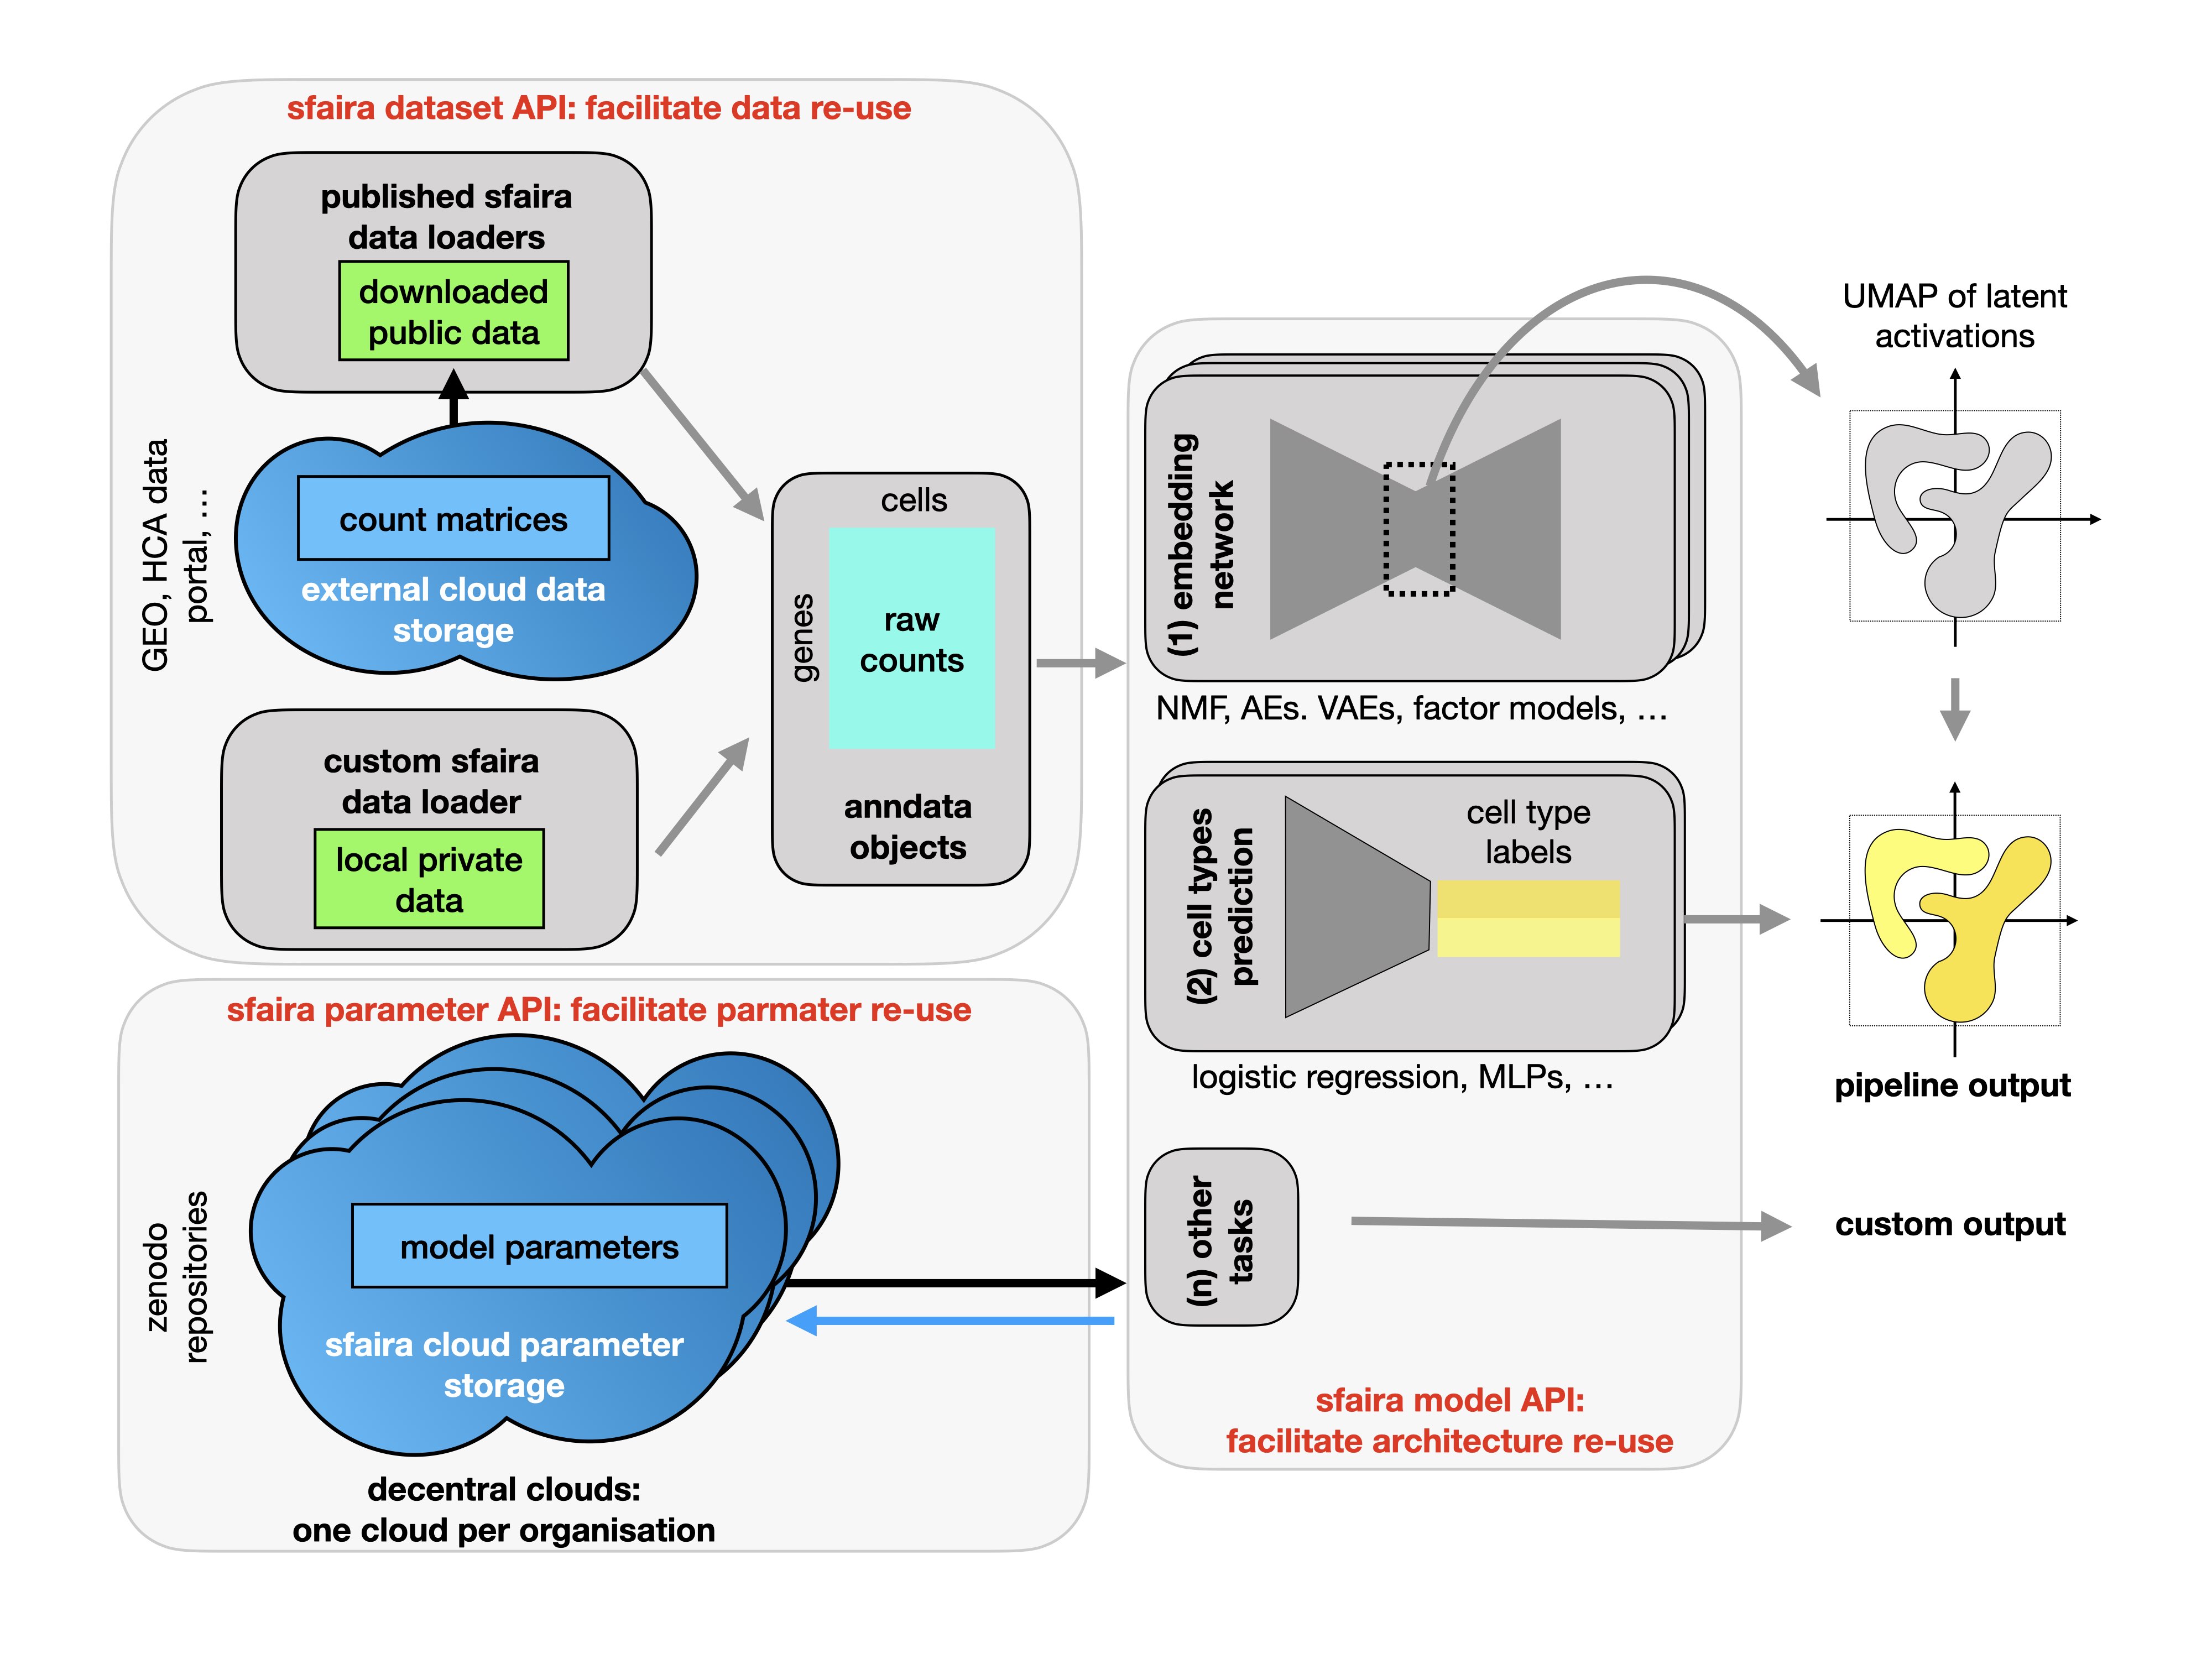 sfaira dataset API: facilitate data re-use
published sfaira
data loaders
downloaded
public data
GEO, HCA data
portal, …
count matrices
external cloud data
storage
custom sfaira
data loader
local private
data
cells
genes
raw
counts
anndata
objects
sfaira parameter API: facilitate parmater re-use
zenodo
repositories
model parameters
sfaira cloud parameter
storage
decentral clouds:
one cloud per organisation
(1) embedding
network
NMF, AEs. VAEs, factor models, …
(2) cell types
prediction
cell type
labels
logistic regression, MLPs, …
(n) other
tasks
sfaira model API:
facilitate architecture re-use
UMAP of latent
activations
pipeline output
custom output